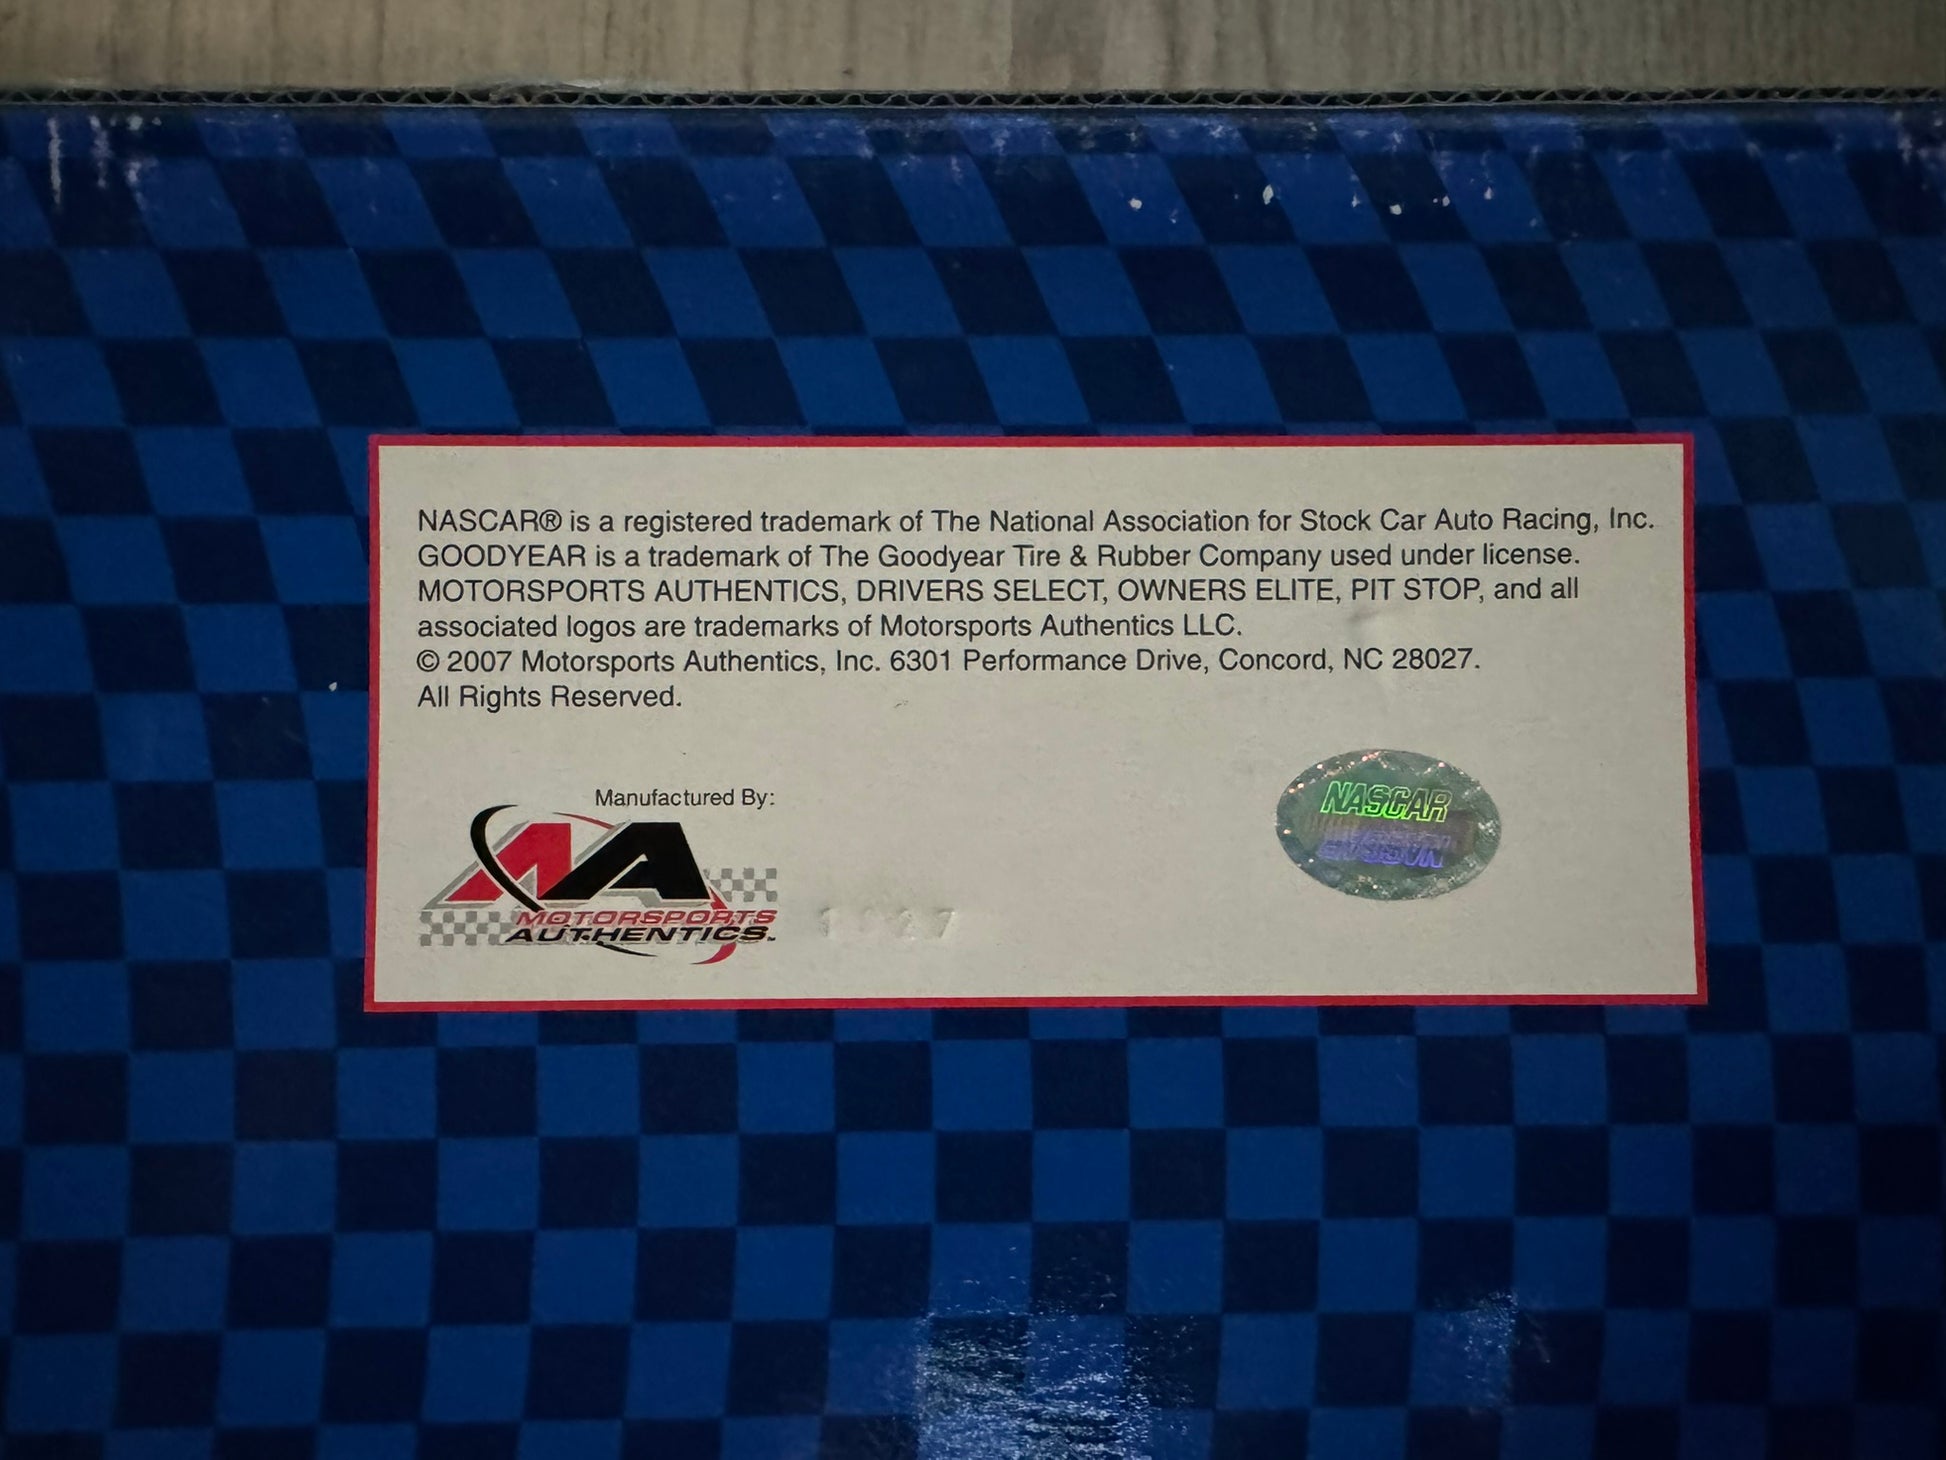 NASCAR® is a registered trademark of The National Association for Stock Car Auto Racing, Inc.
GOODYEAR is a trademark of The Goodyear Tire & Rubber Company used under license.
MOTORSPORTS AUTHENTICS, DRIVERS SELECT, OWNERS ELITE, PIT STOP, and all
associated logos are trademarks of Motorsports Authentics LLC.
© 2007 Motorsports Authentics, Inc. 6301 Performance Drive, Concord, NC 28027.
All Rights Reserved.
Manufactured By:
MA
MOTORSPORTS
AUTHENTICS™
NASCAR
NASCAR